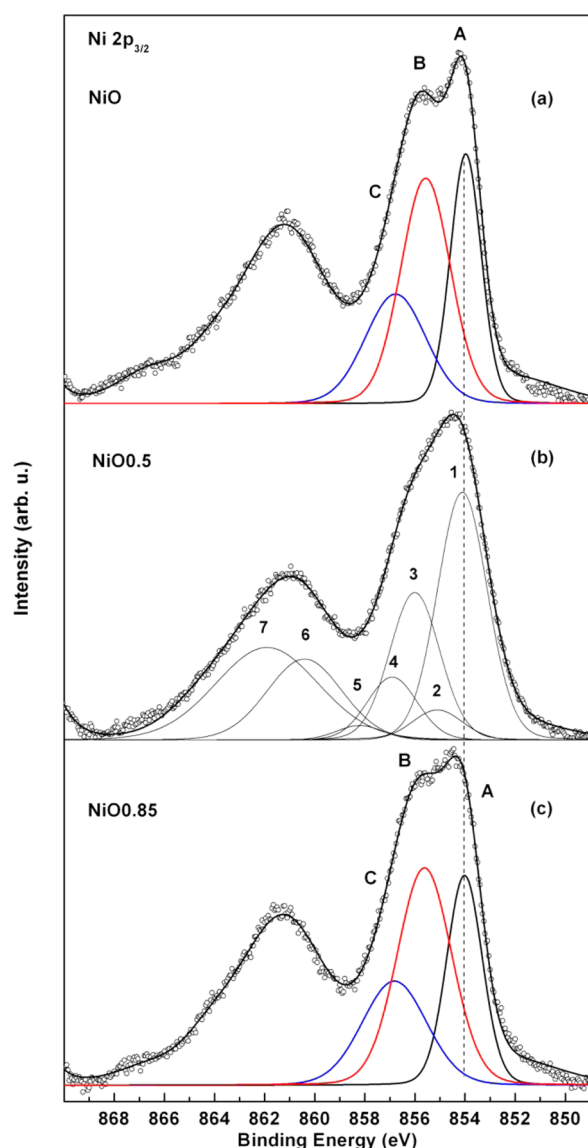 Ni 2p3/2
A
B
NiO
(a)
C
NiO0.5
(b)
1
3
7
6
5
4
2
B
NiO0.85
A
(c)
C
Intensity (arb. u.)
868 866 864 862 860 858 856 854 852 850
Binding Energy (eV)